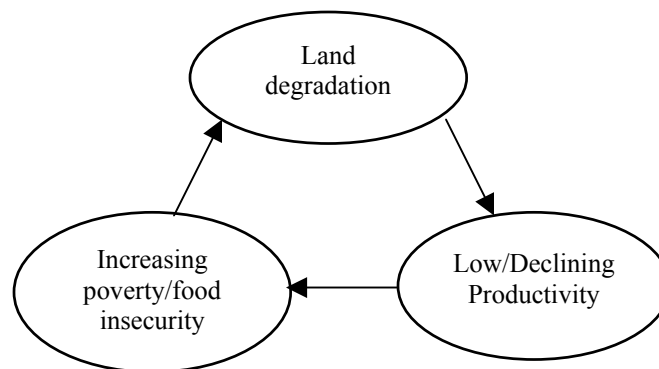 Land
degradation
Increasing
poverty/food
insecurity
Low/Declining
Productivity